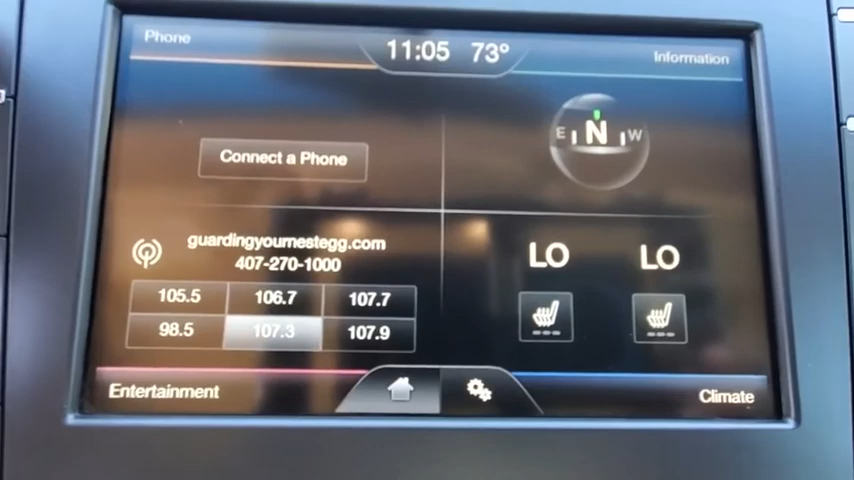 Phone
11:05 73°
Information
Connect a Phone
E N W
guardingyournestegg.com
407-270-1000
LO LO
105.5 106.7 107.7
98.5 107.3 107.9
Entertainment
Climate